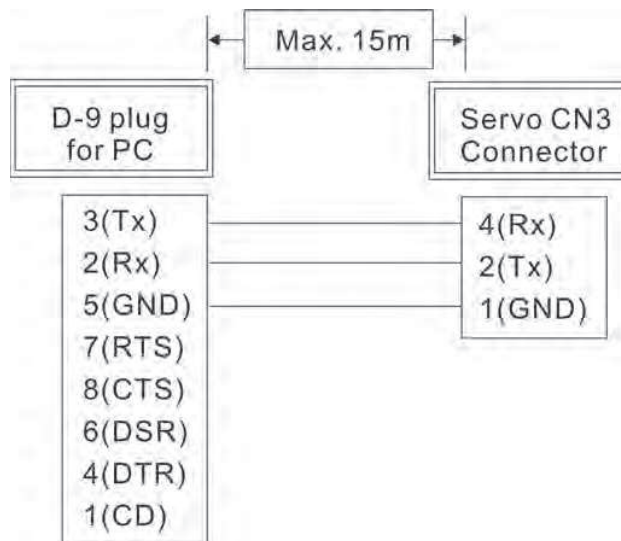 Max. 15m
D-9 plug
for PC
Servo CN3
Connector
3(Tx)
4(Rx)
2(Rx)
2(Tx)
5(GND)
1(GND)
7(RTS)
8(CTS)
6(DSR)
4(DTR)
1(CD)